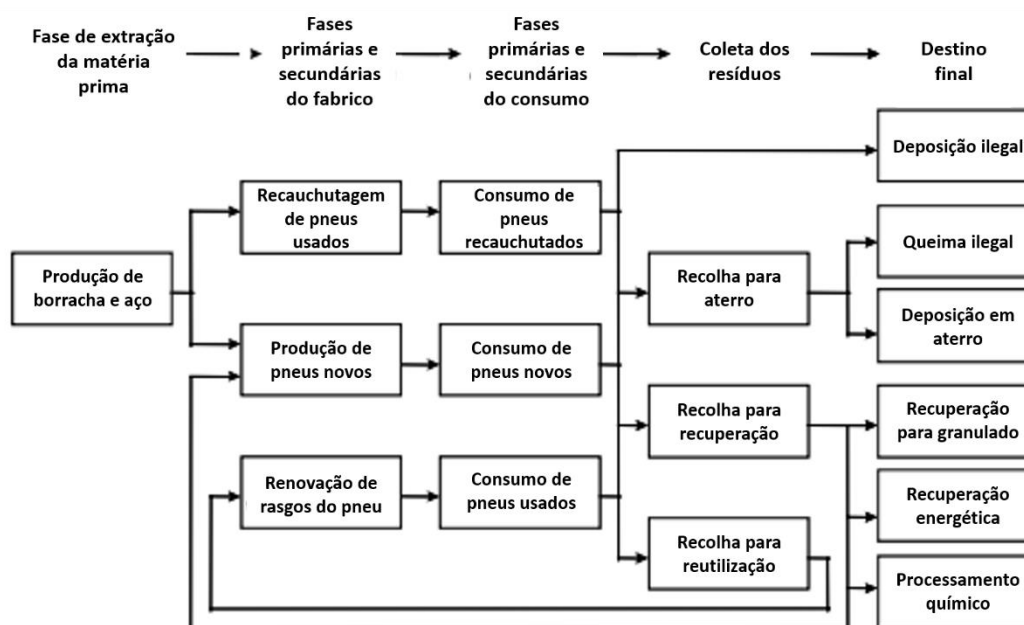 Fase de extração
da matéria
prima
Fases
primárias e
secundárias
do fabrico
Fases
primárias e
secundárias
do consumo
Coleta dos
resíduos
Destino
final
Produção de
borracha e aço
Recauchutagem
de pneus
usados
Produção de
pneus novos
Renovação de
rasgos do pneu
Consumo de
pneus
recauchutados
Consumo de
pneus novos
Consumo de
pneus usados
Recolha para
aterro
Recolha para
recuperação
Recolha para
reutilização
Deposição ilegal
Queima ilegal
Deposição em
aterro
Recuperação
para granulado
Recuperação
energética
Processamento
químico